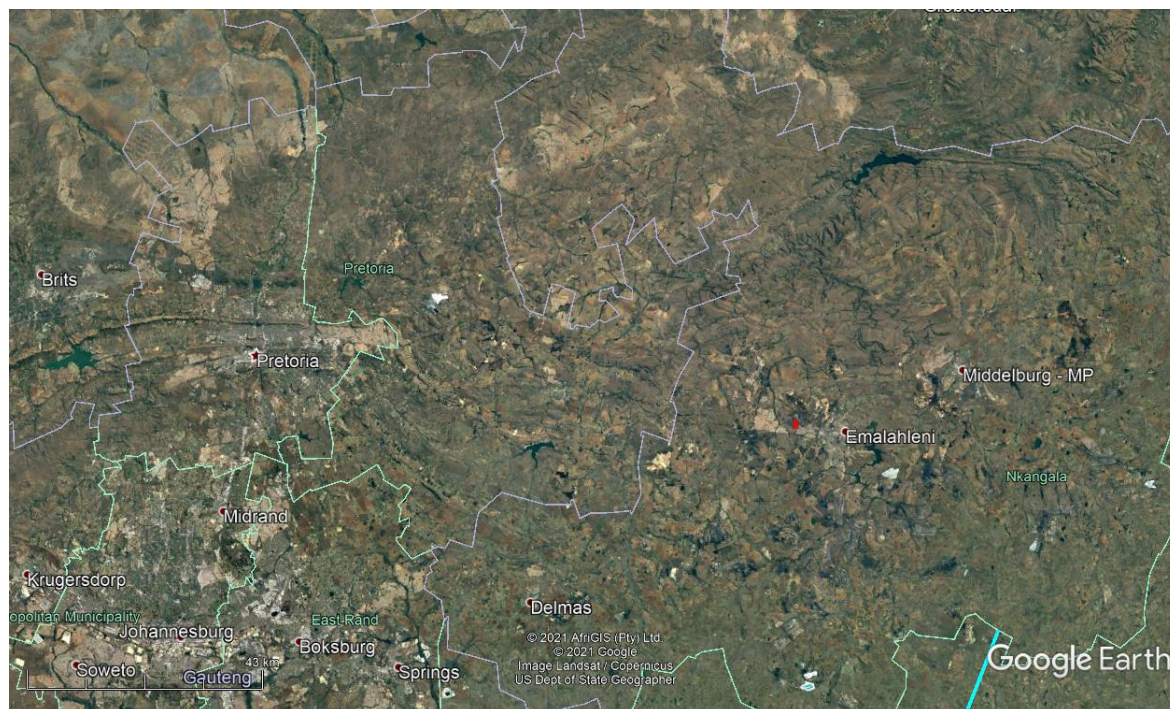 Pretoria
Brits
Pretoria
Middelburg - MP
Emalahleni
Nkangala
Midrand
Krugersdorp
Delmas
opolitan Municipality
East Rand
Johannesburg
Boksburg
© 2021 AfriGIS (Pty) Ltd.
© 2021 Google
Image Landsat / Copernicus
US Dept of State Geographer
43 km
Soweto
Gauteng
Springs
Google Earth